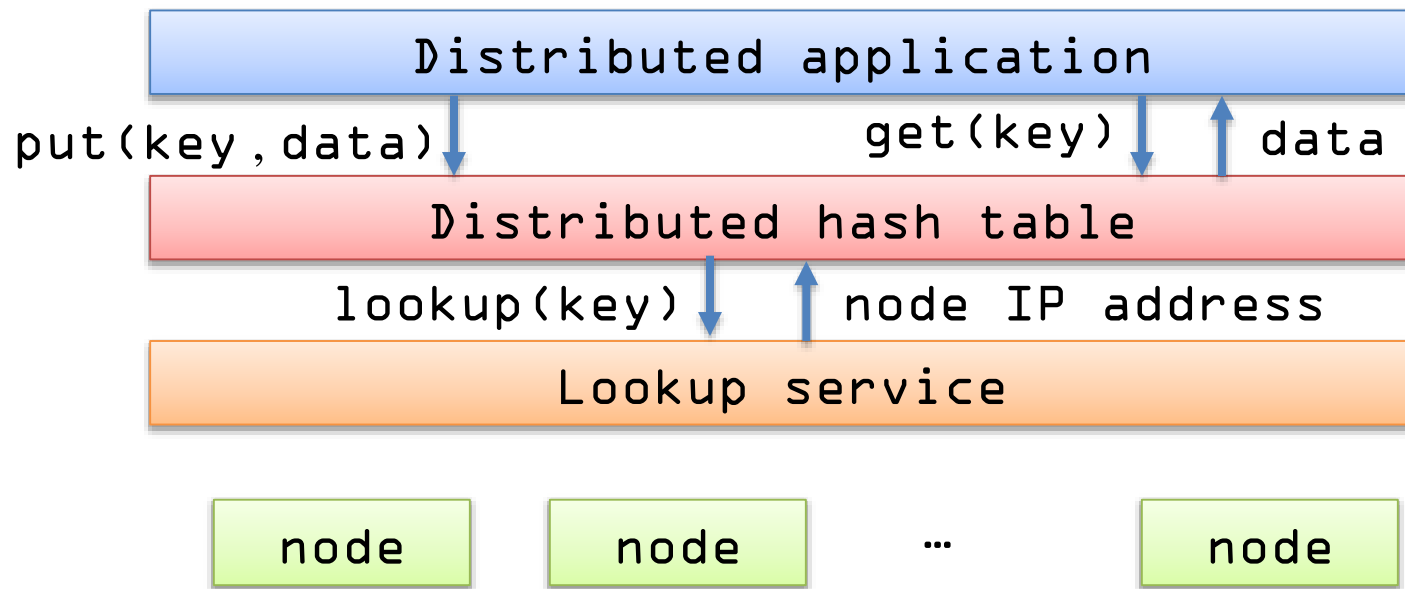 Distributed application
put(key,data) get(key) data
Distributed hash table
lookup(key) node IP address
Lookup service
node node … node